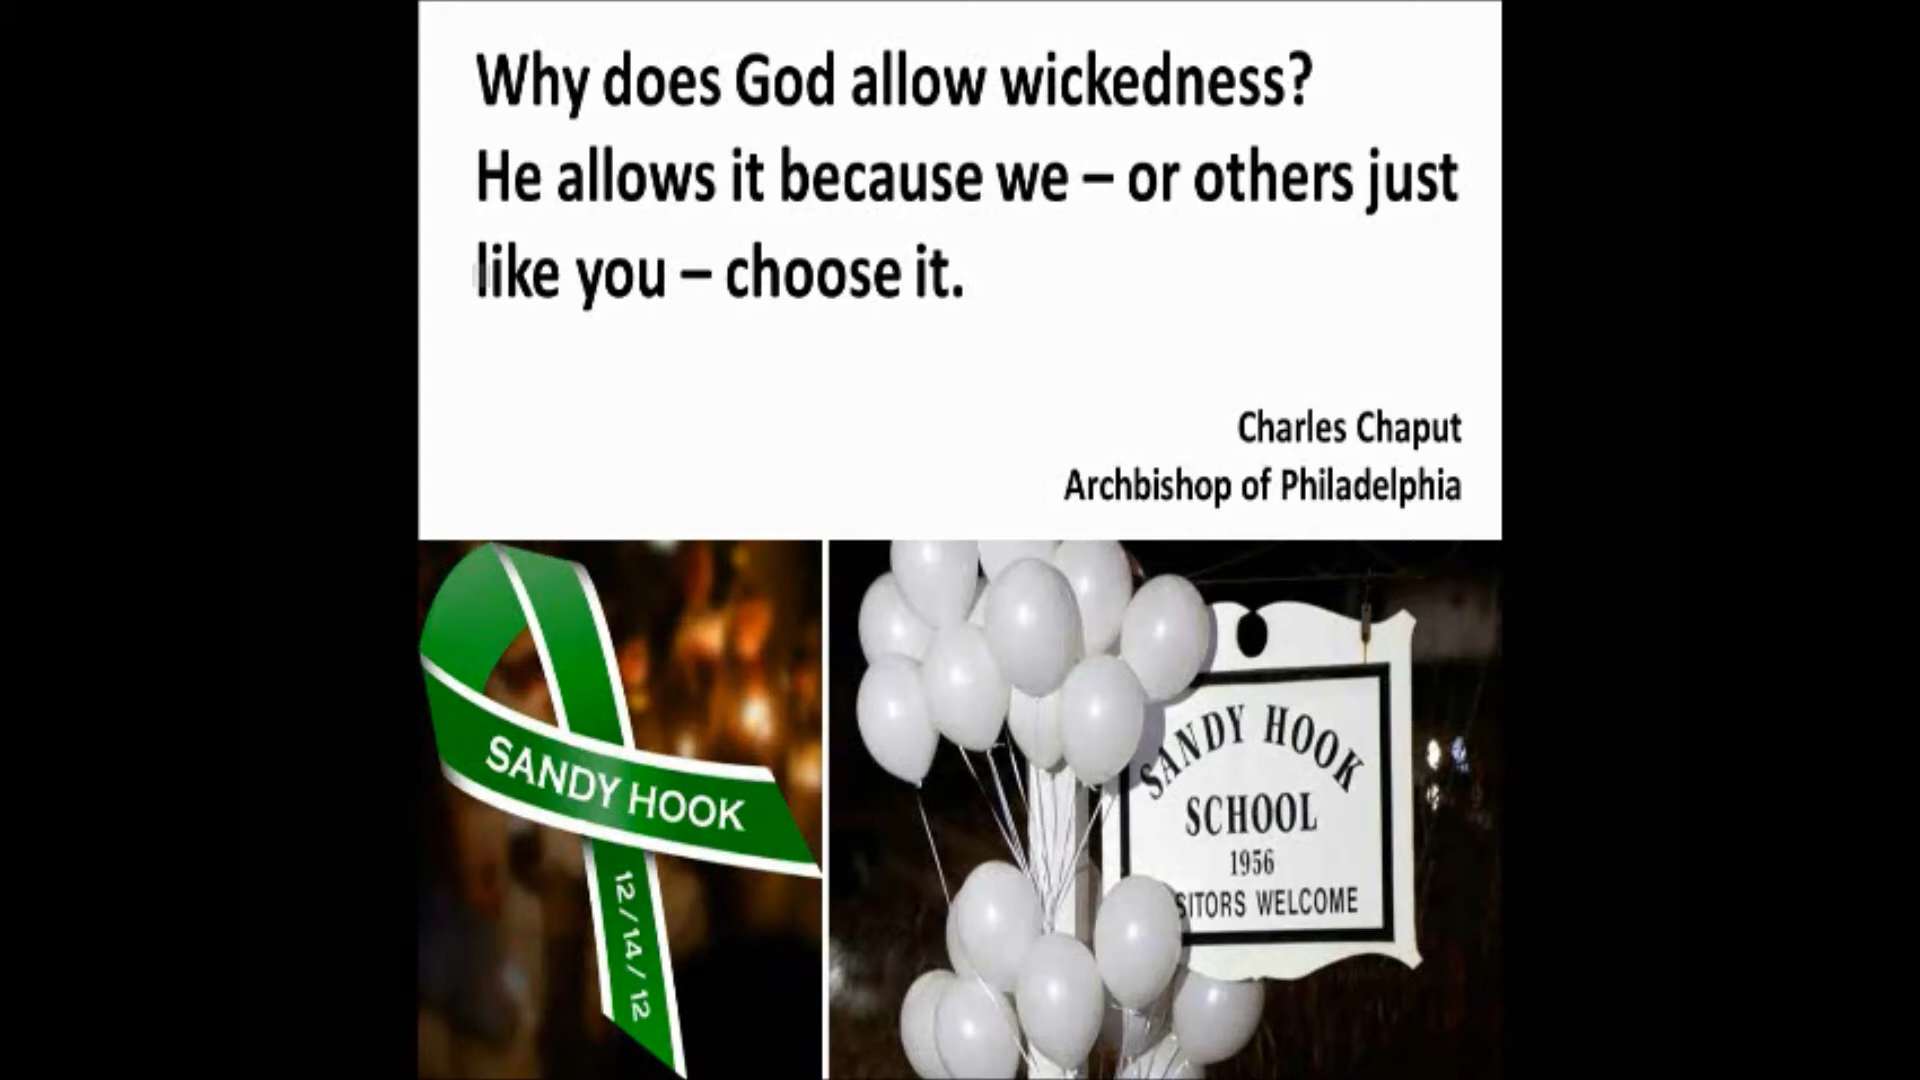 Why does God allow wickedness?
He allows it because we – or others just
like you – choose it.
Charles Chaput
Archbishop of Philadelphia
SANDY HOOK
12/14/12
SANDY HOOK
SCHOOL
1956
SITORS WELCOME